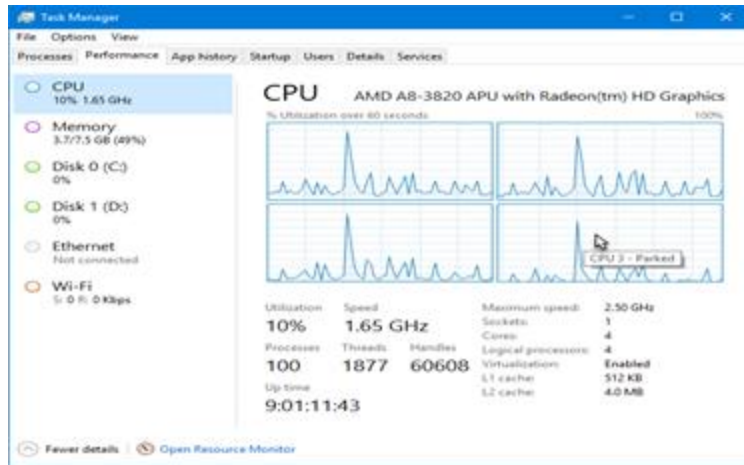 Task Manager
File Options View
Processes Performance App history Startup Users Details Services
CPU
10% 1.65 GHz
Memory
3.7/7.5 GB (49%)
Disk 0 (C:)
0%
Disk 1 (D:)
0%
Ethernet
Not connected
Wi-Fi
S: 0 R: 0 Kbps
CPU AMD A8-3820 APU with Radeon(tm) HD Graphics
% Utilization over 60 seconds 100%
CPU 3 - Parked
Utilization Speed
10% 1.65 GHz
Processes Threads Handles
100 1877 60608
Up time
9:01:11:43
Maximum speed: 2.50 GHz
Sockets: 1
Cores: 4
Logical processors: 4
Virtualization: Enabled
L1 cache: 512 KB
L2 cache: 4.0 MB
Fewer details Open Resource Monitor